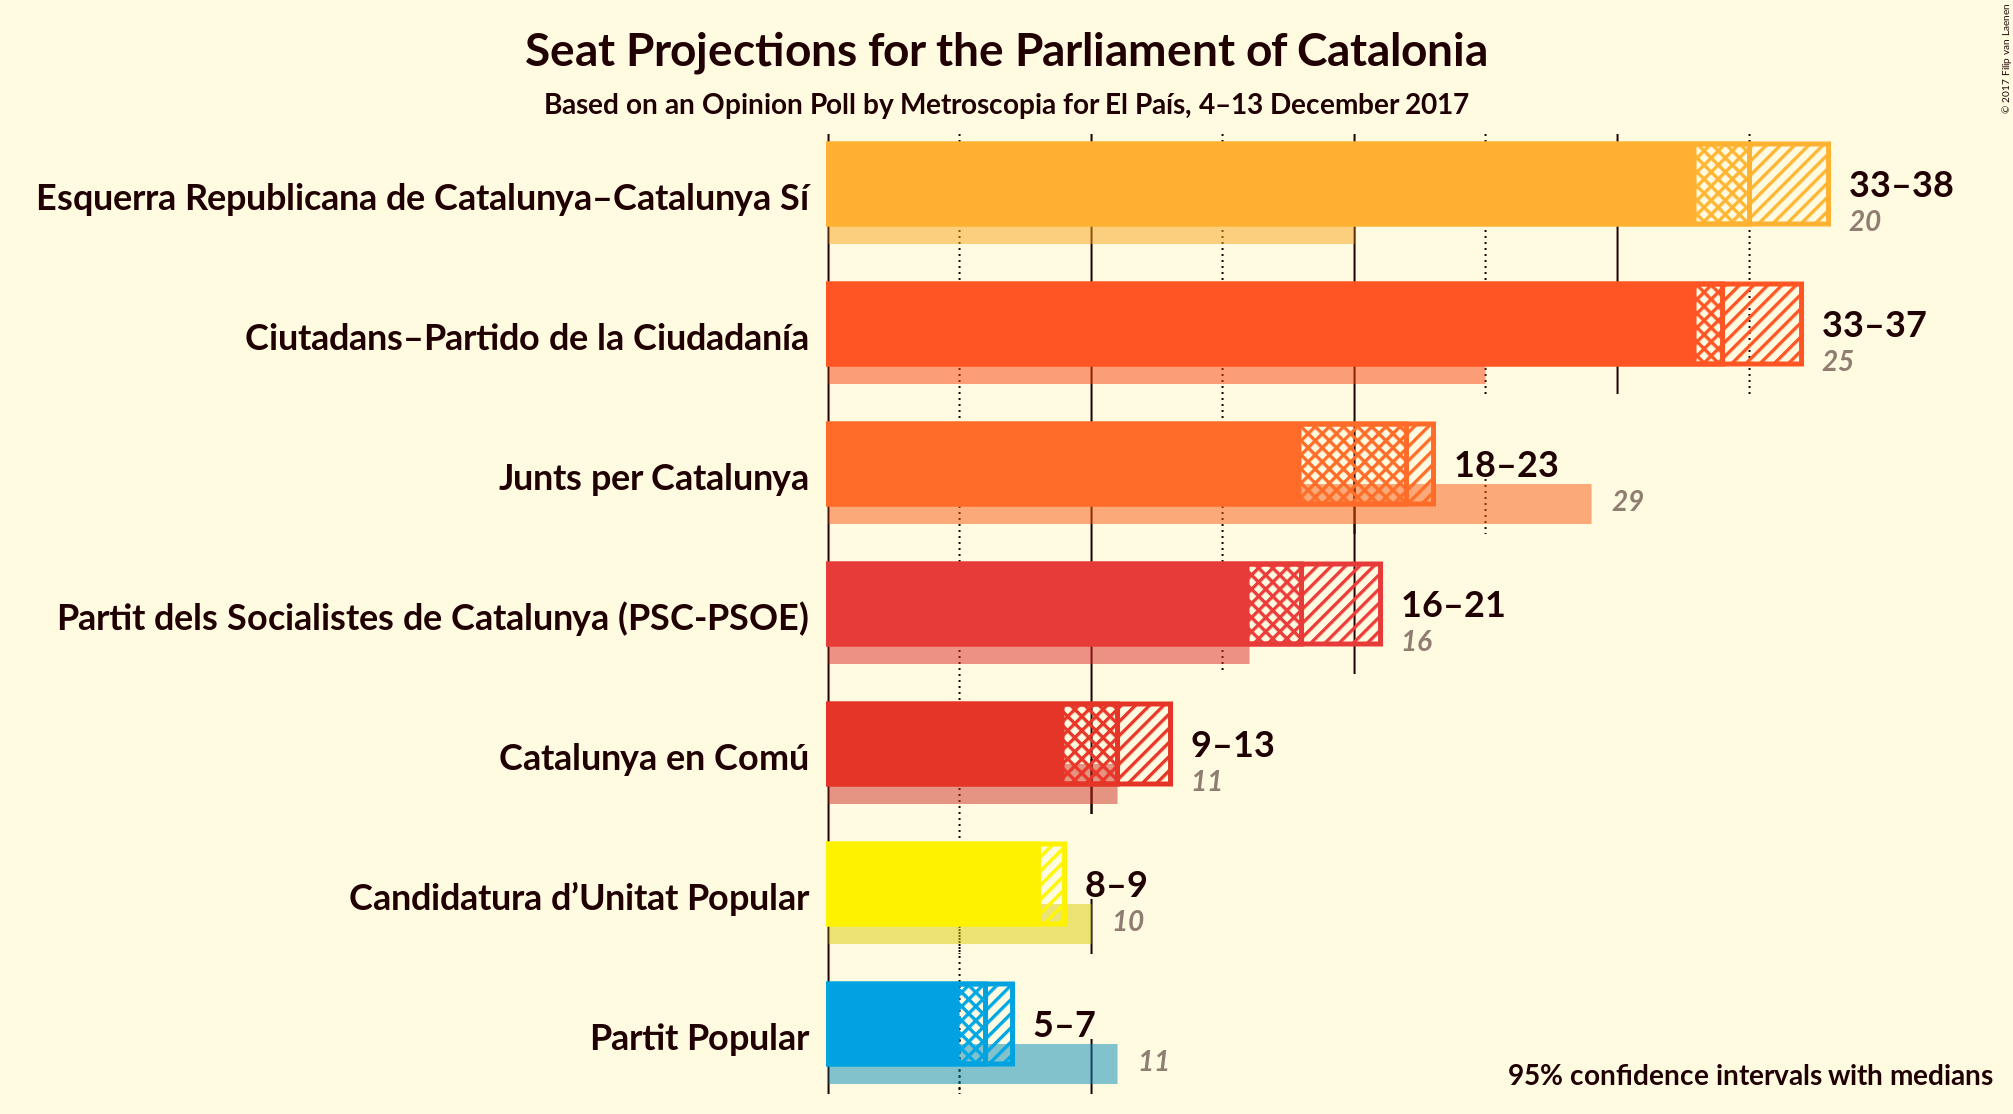 Seat Projections for the Parliament of Catalonia
Based on an Opinion Poll by Metroscopia for El País, 4–13 December 2017
© 2017 Filip van Laenen
Esquerra Republicana de Catalunya–Catalunya Sí
33–38
20
Ciutadans–Partido de la Ciudadanía
33–37
25
Junts per Catalunya
18–23
29
Partit dels Socialistes de Catalunya (PSC-PSOE)
16–21
16
Catalunya en Comú
9–13
11
Candidatura d’Unitat Popular
8–9
10
Partit Popular
5–7
11
95% confidence intervals with medians